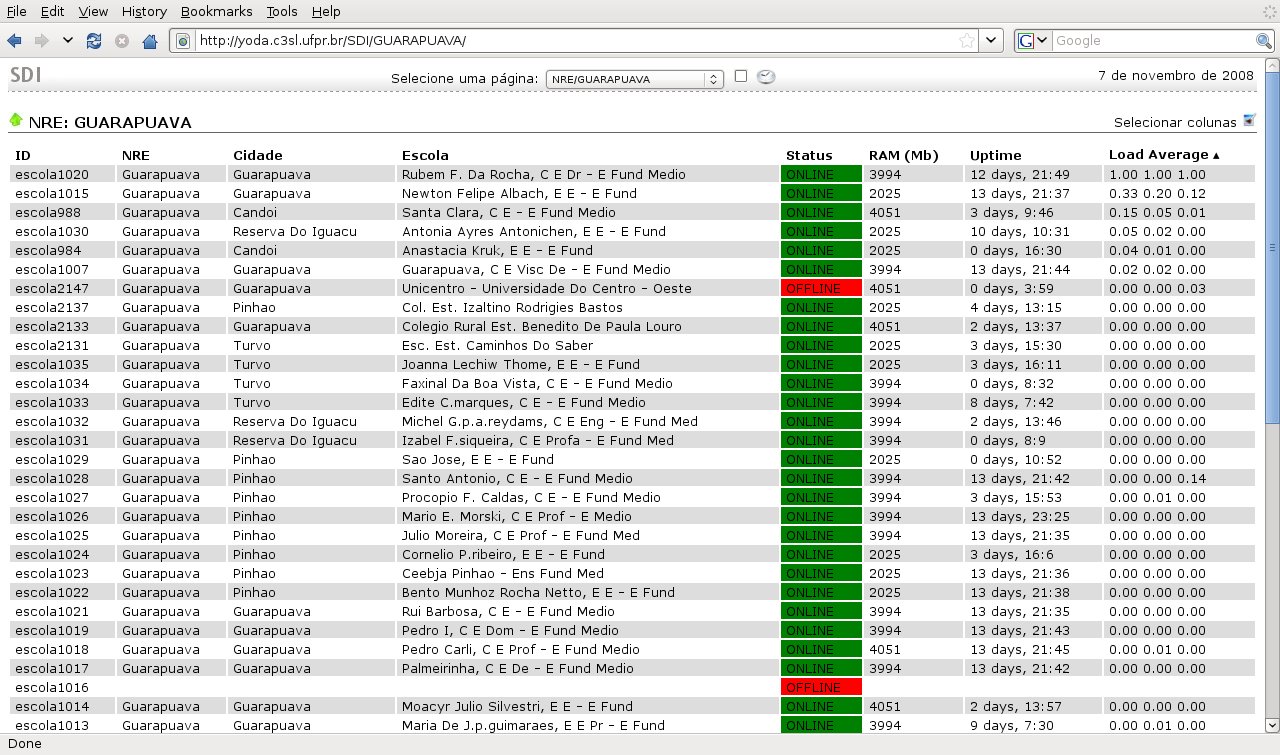 File Edit View History Bookmarks Tools Help
http://yoda.c3sl.ufpr.br/SDI/GUARAPUAVA/ G Google
SDI Selecione uma página: NRE/GUARAPUAVA 7 de novembro de 2008
NRE: GUARAPUAVA Selecionar colunas
ID NRE Cidade Escola Status RAM (Mb) Uptime Load Average ▲
escola1020 Guarapuava Guarapuava Rubem F. Da Rocha, C E Dr - E Fund Medio ONLINE 3994 12 days, 21:49 1.00 1.00 1.00
escola1015 Guarapuava Guarapuava Newton Felipe Albach, E E - E Fund ONLINE 2025 13 days, 21:37 0.33 0.20 0.12
escola988 Guarapuava Candoi Santa Clara, C E - E Fund Medio ONLINE 4051 3 days, 9:46 0.15 0.05 0.01
escola1030 Guarapuava Reserva Do Iguacu Antonia Ayres Antonichen, E E - E Fund ONLINE 2025 10 days, 10:31 0.05 0.02 0.00
escola984 Guarapuava Candoi Anastacia Kruk, E E - E Fund ONLINE 2025 0 days, 16:30 0.04 0.01 0.00
escola1007 Guarapuava Guarapuava Guarapuava, C E Visc De - E Fund Medio ONLINE 3994 13 days, 21:44 0.02 0.02 0.00
escola2147 Guarapuava Guarapuava Unicentro - Universidade Do Centro - Oeste OFFLINE 4051 0 days, 3:59 0.00 0.00 0.03
escola2137 Guarapuava Pinhao Col. Est. Izaltino Rodrigies Bastos ONLINE 2025 4 days, 13:15 0.00 0.00 0.00
escola2133 Guarapuava Guarapuava Colegio Rural Est. Benedito De Paula Louro ONLINE 4051 2 days, 13:37 0.00 0.00 0.00
escola2131 Guarapuava Turvo Esc. Est. Caminhos Do Saber ONLINE 2025 3 days, 15:30 0.00 0.00 0.00
escola1035 Guarapuava Turvo Joanna Lechiw Thome, E E - E Fund ONLINE 2025 3 days, 16:11 0.00 0.00 0.00
escola1034 Guarapuava Turvo Faxinal Da Boa Vista, C E - E Fund Medio ONLINE 3994 0 days, 8:32 0.00 0.00 0.00
escola1033 Guarapuava Turvo Edite C.marques, C E - E Fund Medio ONLINE 3994 8 days, 7:42 0.00 0.00 0.00
escola1032 Guarapuava Reserva Do Iguacu Michel G.p.a.reydams, C E Eng - E Fund Med ONLINE 3994 2 days, 13:46 0.00 0.00 0.00
escola1031 Guarapuava Reserva Do Iguacu Izabel F.siqueira, C E Profa - E Fund Med ONLINE 3994 0 days, 8:9 0.00 0.00 0.00
escola1029 Guarapuava Pinhao Sao Jose, E E - E Fund ONLINE 2025 0 days, 10:52 0.00 0.00 0.00
escola1028 Guarapuava Pinhao Santo Antonio, C E - E Fund Medio ONLINE 3994 13 days, 21:42 0.00 0.00 0.14
escola1027 Guarapuava Pinhao Procopio F. Caldas, C E - E Fund Medio ONLINE 3994 3 days, 15:53 0.00 0.01 0.00
escola1026 Guarapuava Pinhao Mario E. Morski, C E Prof - E Medio ONLINE 3994 13 days, 23:25 0.00 0.00 0.00
escola1025 Guarapuava Pinhao Julio Moreira, C E Prof - E Fund Med ONLINE 3994 13 days, 21:35 0.00 0.00 0.00
escola1024 Guarapuava Pinhao Cornelio P.ribeiro, E E - E Fund ONLINE 2025 3 days, 16:6 0.00 0.00 0.00
escola1023 Guarapuava Pinhao Ceebja Pinhao - Ens Fund Med ONLINE 2025 13 days, 21:36 0.00 0.00 0.00
escola1022 Guarapuava Pinhao Bento Munhoz Rocha Netto, E E - E Fund ONLINE 2025 13 days, 21:38 0.00 0.00 0.00
escola1021 Guarapuava Guarapuava Rui Barbosa, C E - E Fund Medio ONLINE 3994 13 days, 21:35 0.00 0.00 0.00
escola1019 Guarapuava Guarapuava Pedro I, C E Dom - E Fund Medio ONLINE 3994 13 days, 21:43 0.00 0.00 0.00
escola1018 Guarapuava Guarapuava Pedro Carli, C E Prof - E Fund Medio ONLINE 4051 13 days, 21:45 0.00 0.01 0.00
escola1017 Guarapuava Guarapuava Palmeirinha, C E De - E Fund Medio ONLINE 3994 13 days, 21:42 0.00 0.00 0.00
escola1016 OFFLINE
escola1014 Guarapuava Guarapuava Moacyr Julio Silvestri, E E - E Fund ONLINE 4051 2 days, 13:57 0.00 0.00 0.00
escola1013 Guarapuava Guarapuava Maria De J.p.guimaraes, E E Pr - E Fund ONLINE 3994 9 days, 7:30 0.00 0.01 0.00
Done